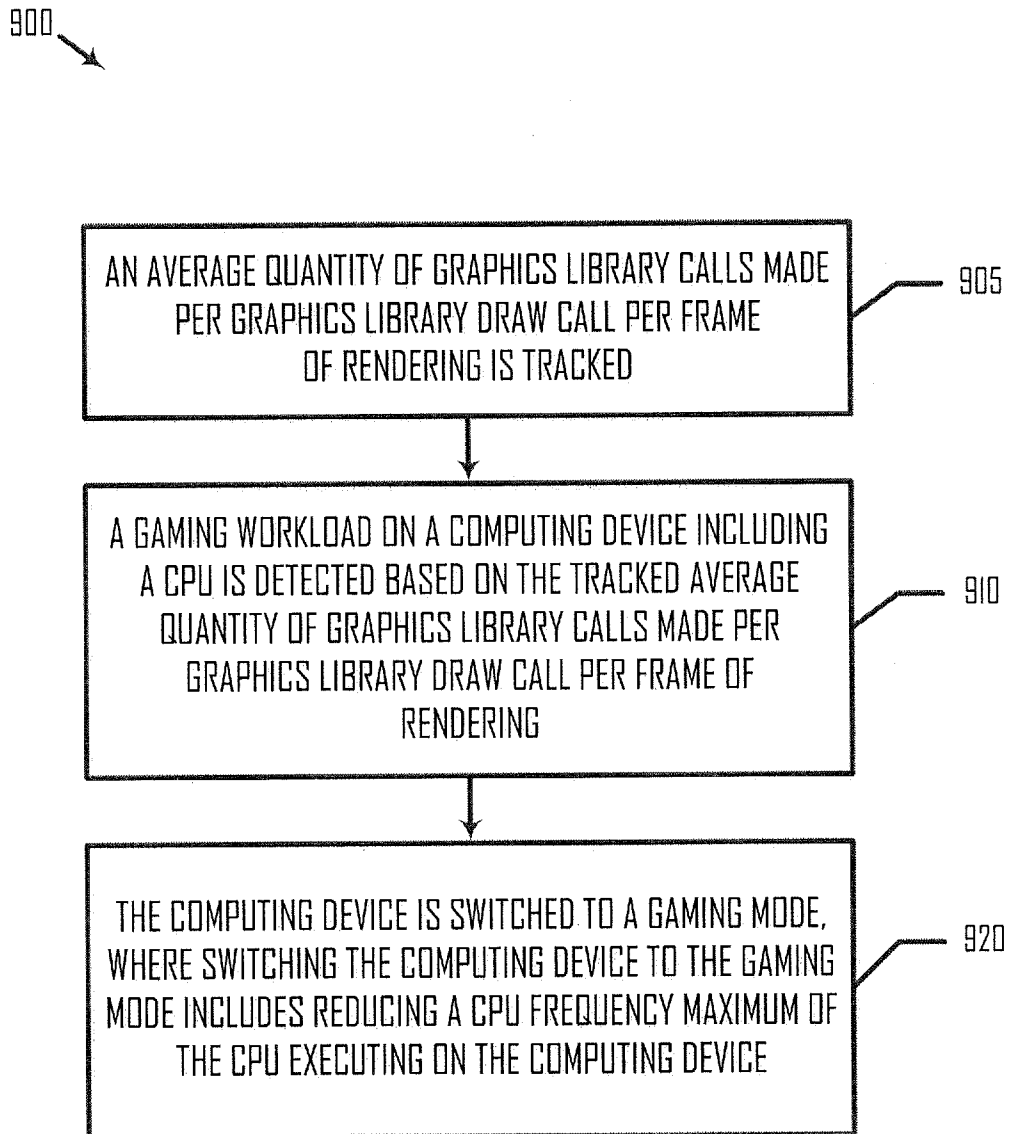 900
AN AVERAGE QUANTITY OF GRAPHICS LIBRARY CALLS MADE
PER GRAPHICS LIBRARY DRAW CALL PER FRAME
OF RENDERING IS TRACKED
905
A GAMING WORKLOAD ON A COMPUTING DEVICE INCLUDING
A CPU IS DETECTED BASED ON THE TRACKED AVERAGE
QUANTITY OF GRAPHICS LIBRARY CALLS MADE PER
GRAPHICS LIBRARY DRAW CALL PER FRAME OF
RENDERING
910
THE COMPUTING DEVICE IS SWITCHED TO A GAMING MODE,
WHERE SWITCHING THE COMPUTING DEVICE TO THE GAMING
MODE INCLUDES REDUCING A CPU FREQUENCY MAXIMUM OF
THE CPU EXECUTING ON THE COMPUTING DEVICE
920